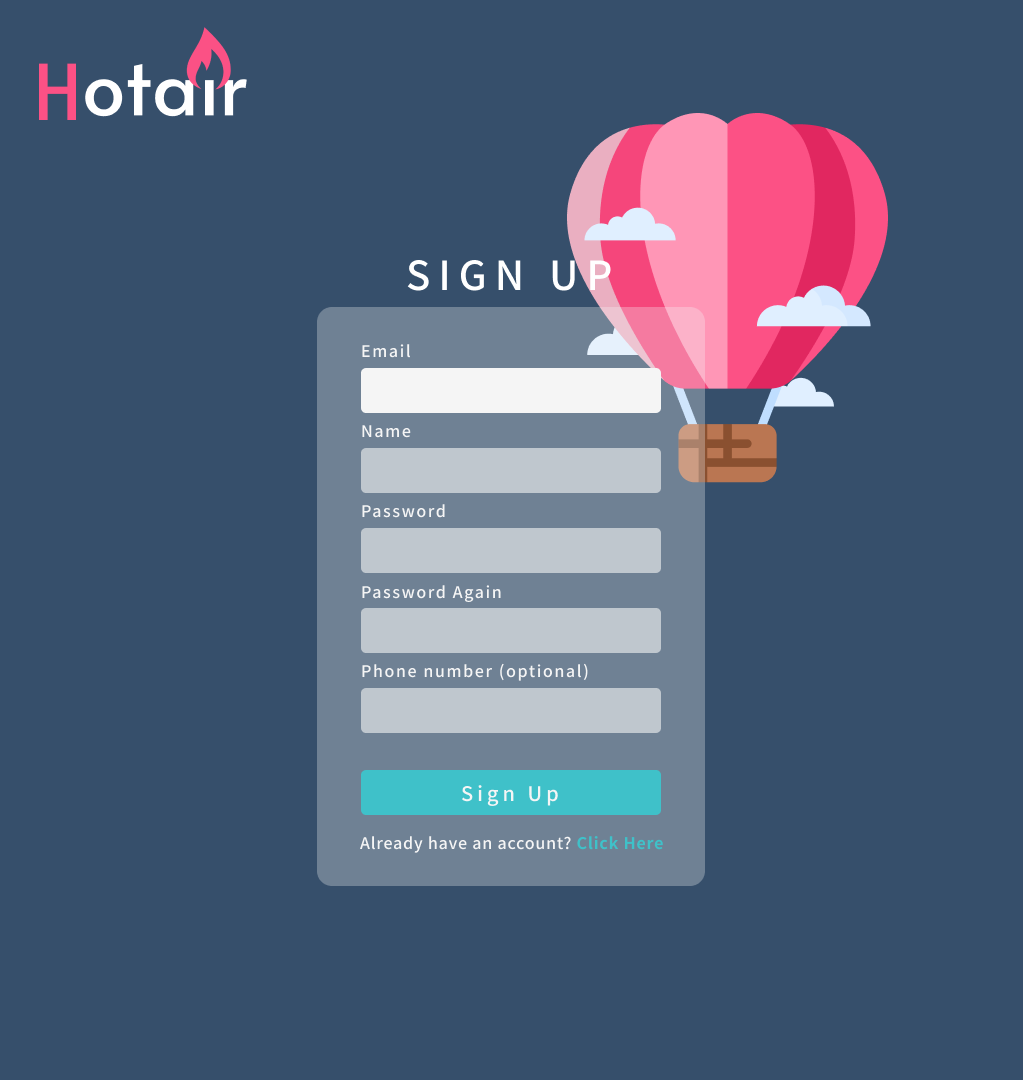 Hotair
SIGN UP
Email
Name
Password
Password Again
Phone number (optional)
Sign Up
Already have an account? Click Here